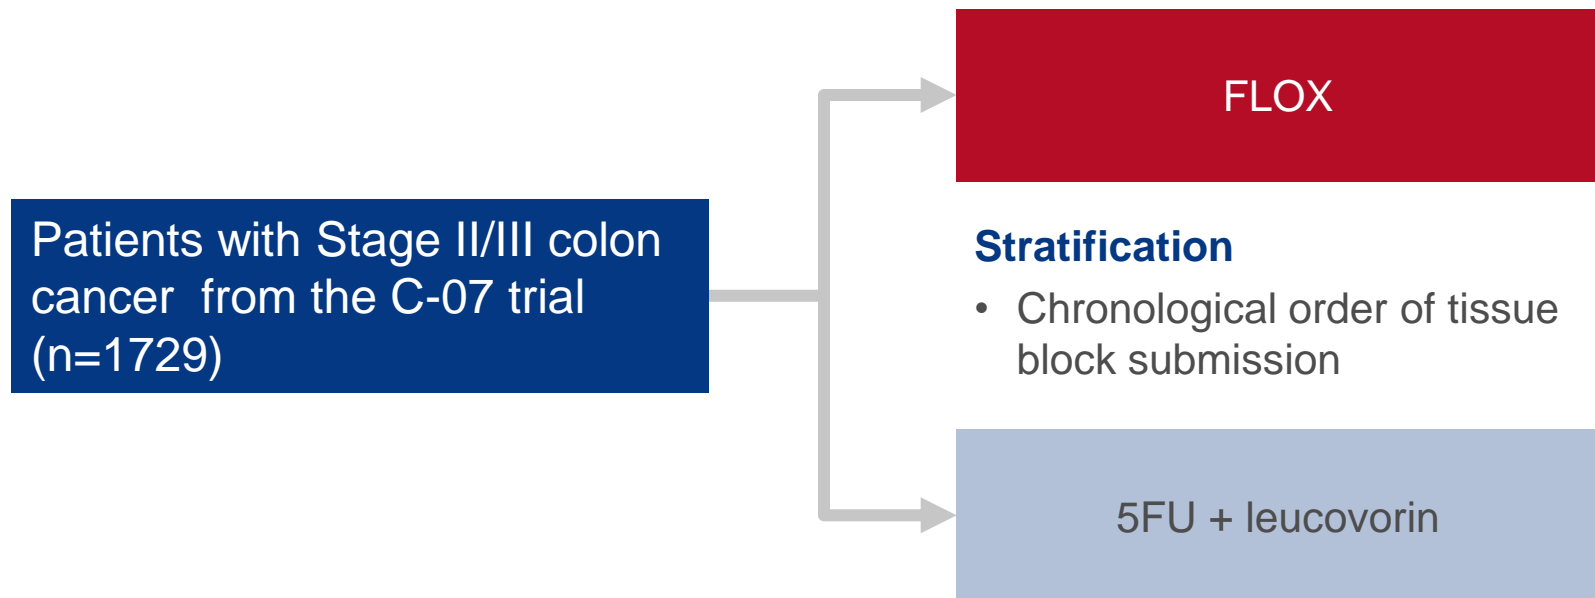 FLOX
Patients with Stage II/III colon
cancer  from the C-07 trial
(n=1729)
Stratification
• Chronological order of tissue
block submission
5FU + leucovorin